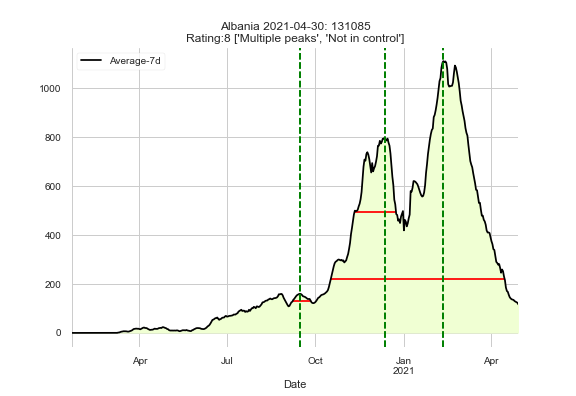 Albania 2021-04-30: 131085
Rating:8 ['Multiple peaks', 'Not in control']
Average-7d
1000
800
600
400
200
0
Apr Jul Oct Jan Apr
2021
Date